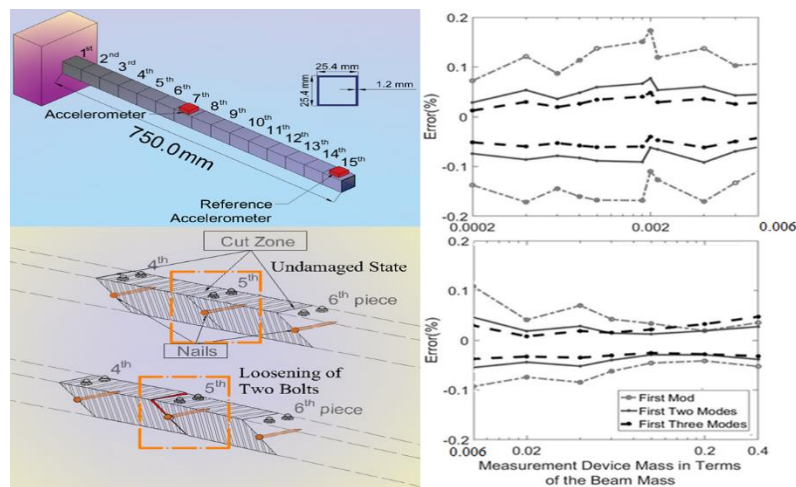 1st
2nd
3rd
4th
5th
6th
7th
8th
9th
10th
11th
12th
13th
14th
15th
25.4 mm
25.4 mm
1.2 mm
Accelerometer
750.0 mm
Reference
Accelerometer
Cut Zone
4th
Undamaged State
5th
6th piece
Nails
4th
Loosening of
Two Bolts
5th
6th piece
0.2
0.1
0
-0.1
-0.2
Error(%)
0.0002
0.002
0.006
0.2
0.1
0
-0.1
-0.2
Error(%)
First Mod
First Two Modes
First Three Modes
0.006
0.02
0.2
0.4
Measurement Device Mass in Terms
of the Beam Mass